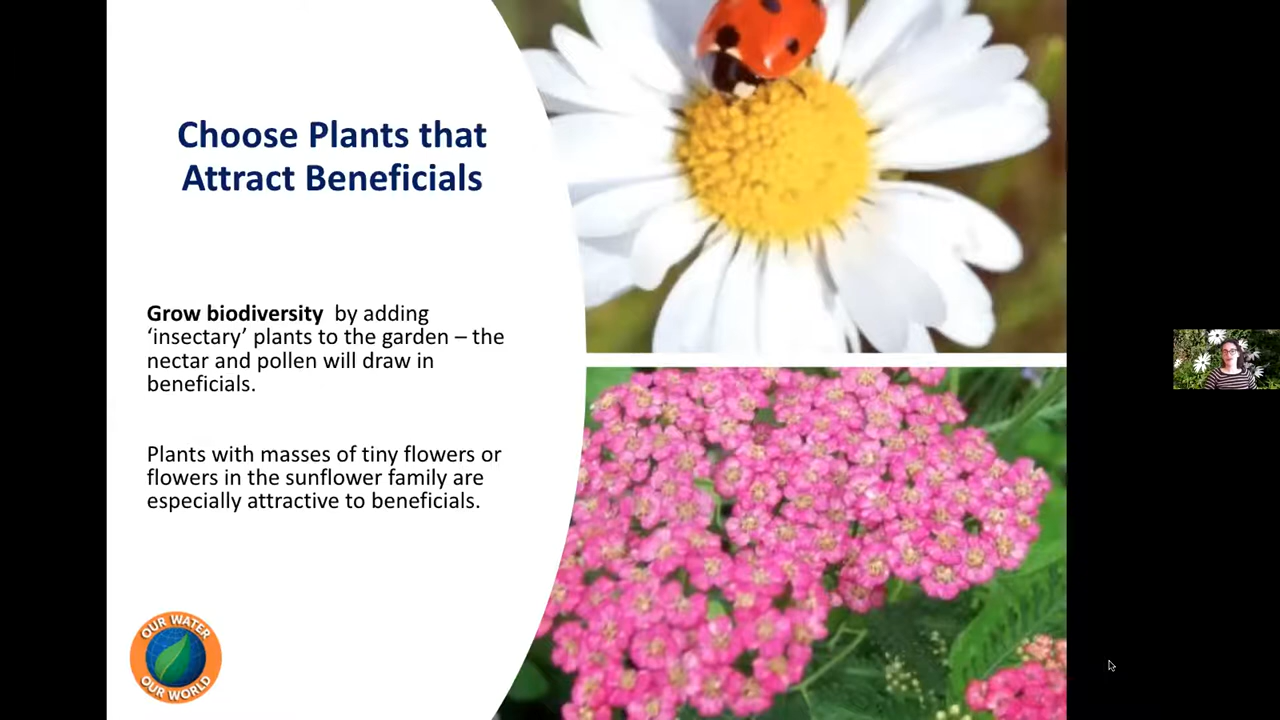 Choose Plants that
Attract Beneficials
Grow biodiversity by adding
‘insectary’ plants to the garden – the
nectar and pollen will draw in
beneficials.
Plants with masses of tiny flowers or
flowers in the sunflower family are
especially attractive to beneficials.
OUR WATER
OUR WORLD